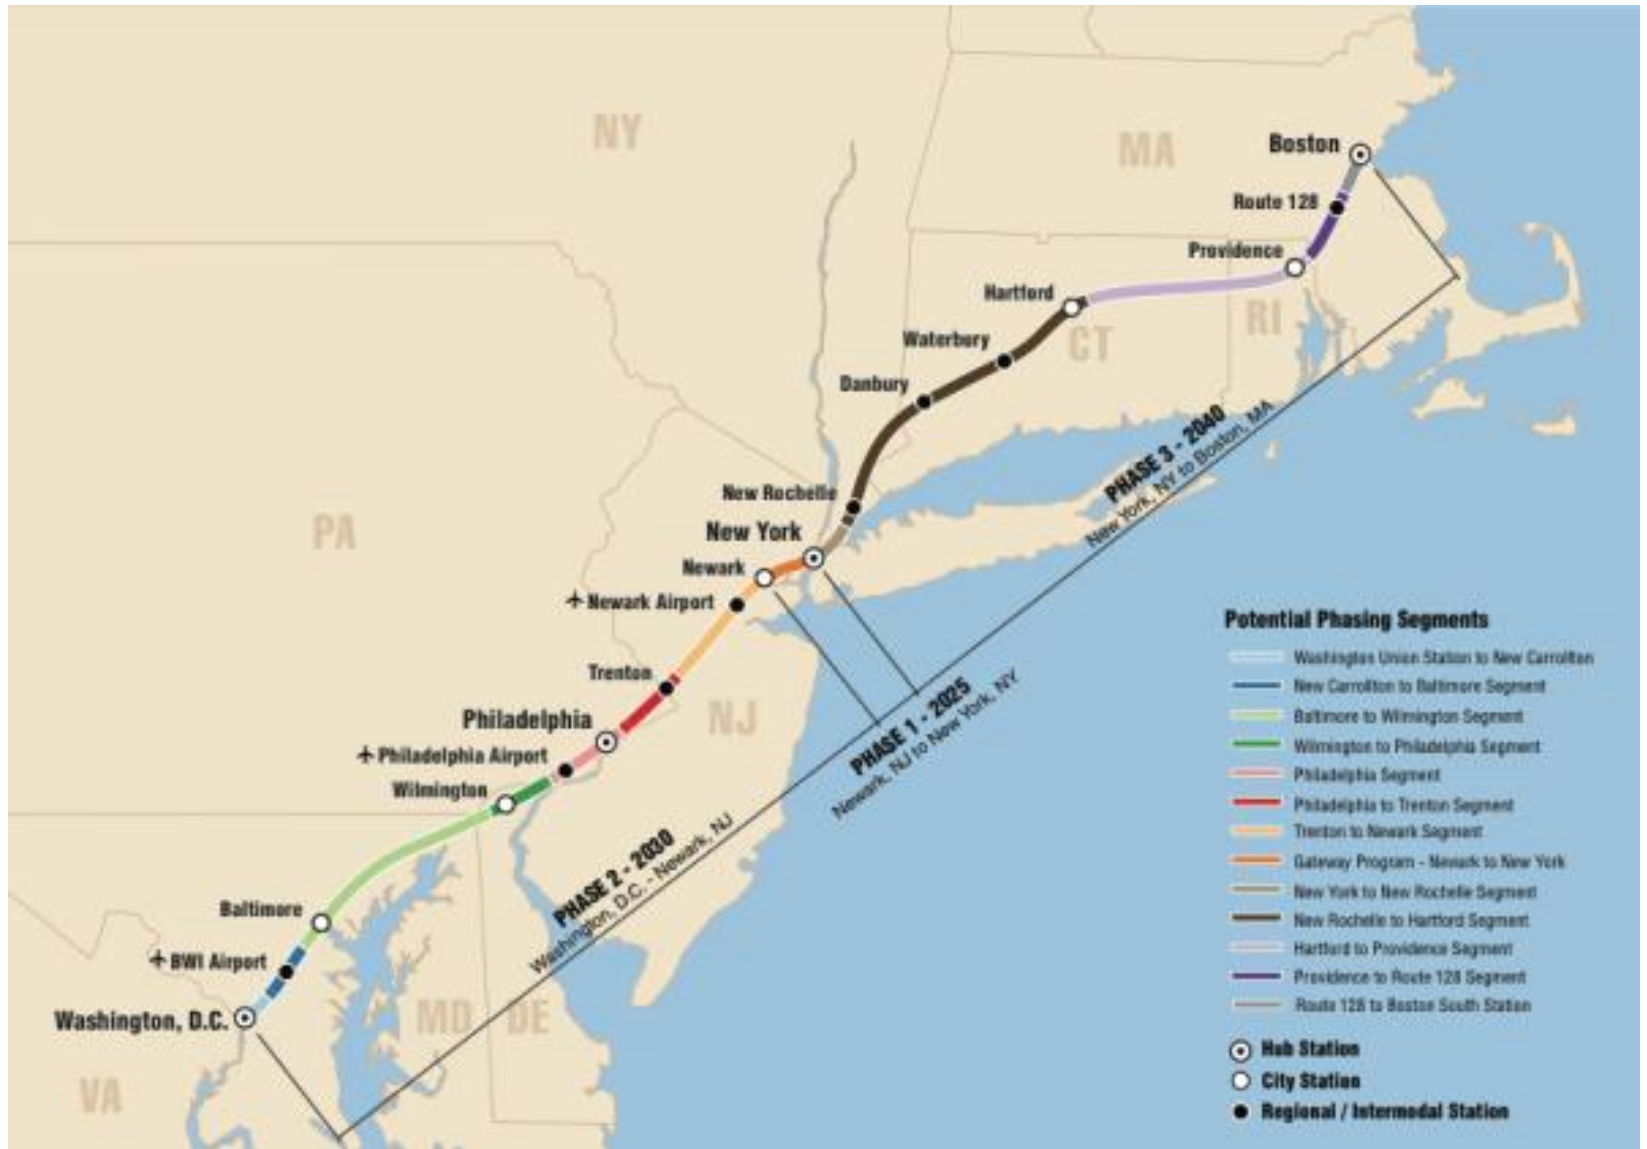 NY
MA
Boston
Route 128
Providence
Hartford
RI
CT
Waterbury
Danbury
PHASE 3 - 2040
New York, NY to Boston, MA
New Rochelle
PA
New York
Newark
Newark Airport
Trenton
NJ
Philadelphia
Philadelphia Airport
Wilmington
PHASE 1 - 2025
Newark, NJ to New York, NY
PHASE 2 - 2030
Washington, D.C. - Newark, NJ
Baltimore
BWI Airport
Washington, D.C.
MD
DE
VA
Potential Phasing Segments
Washington Union Station to New Carrollton
New Carrollton to Baltimore Segment
Baltimore to Wilmington Segment
Wilmington to Philadelphia Segment
Philadelphia Segment
Philadelphia to Trenton Segment
Trenton to Newark Segment
Gateway Program - Newark to New York
New York to New Rochelle Segment
New Rochelle to Hartford Segment
Hartford to Providence Segment
Providence to Route 128 Segment
Route 128 to Boston South Station
Hub Station
City Station
Regional / Intermodal Station